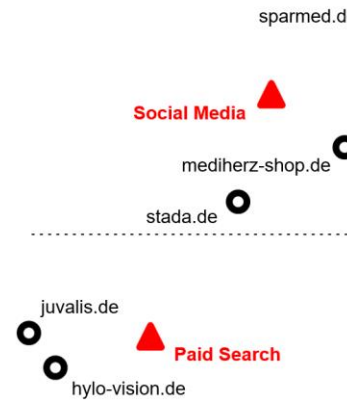 sparmed.d
Social Media
mediherz-shop.de
stada.de
juvalis.de
Paid Search
hylo-vision.de